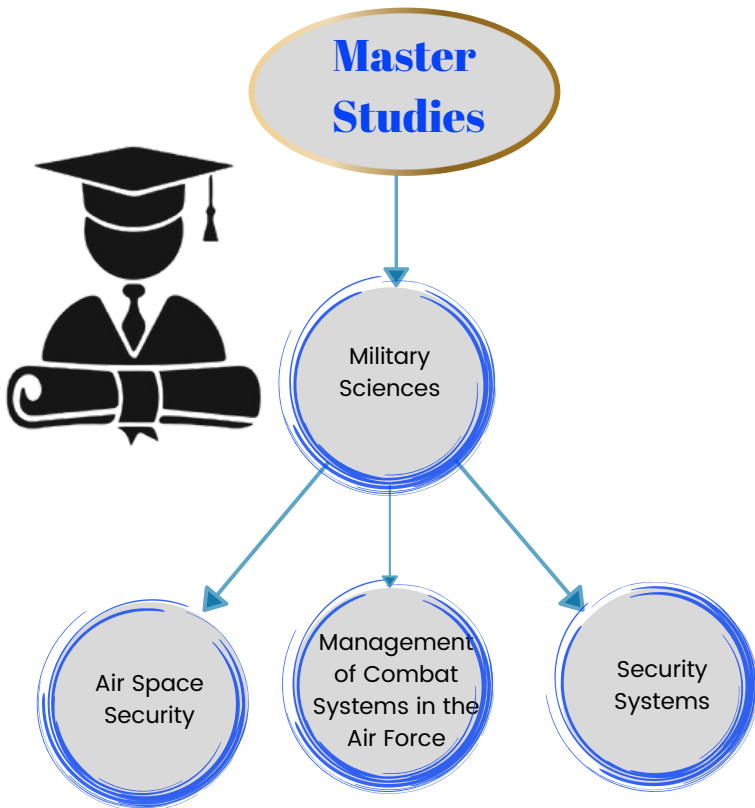 Master
Studies
Military
Sciences
Air Space
Security
Management
of Combat
Systems in the
Air Force
Security
Systems